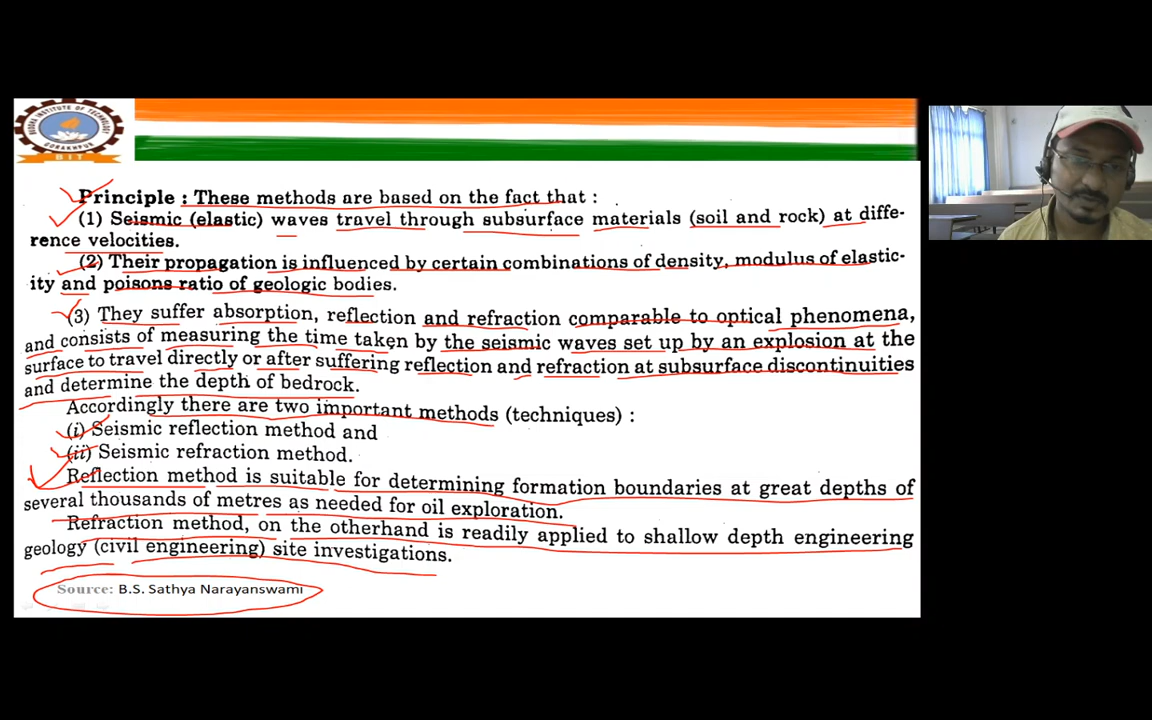 BUDDHA INSTITUTE OF TECHNOLOGY
GORAKHPUR
BIT
Principle : These methods are based on the fact that :
(1) Seismic (elastic) waves travel through subsurface materials (soil and rock) at diffe-
rence velocities.
(2) Their propagation is influenced by certain combinations of density, modulus of elastic-
ity and poisons ratio of geologic bodies.
(3) They suffer absorption, reflection and refraction comparable to optical phenomena,
and consists of measuring the time taken by the seismic waves set up by an explosion at the
surface to travel directly or after suffering reflection and refraction at subsurface discontinuities
and determine the depth of bedrock.
Accordingly there are two important methods (techniques) :
(i) Seismic reflection method and
(ii) Seismic refraction method.
Reflection method is suitable for determining formation boundaries at great depths of
several thousands of metres as needed for oil exploration.
Refraction method, on the otherhand is readily applied to shallow depth engineering
geology (civil engineering) site investigations.
Source: B.S. Sathya Narayanswami